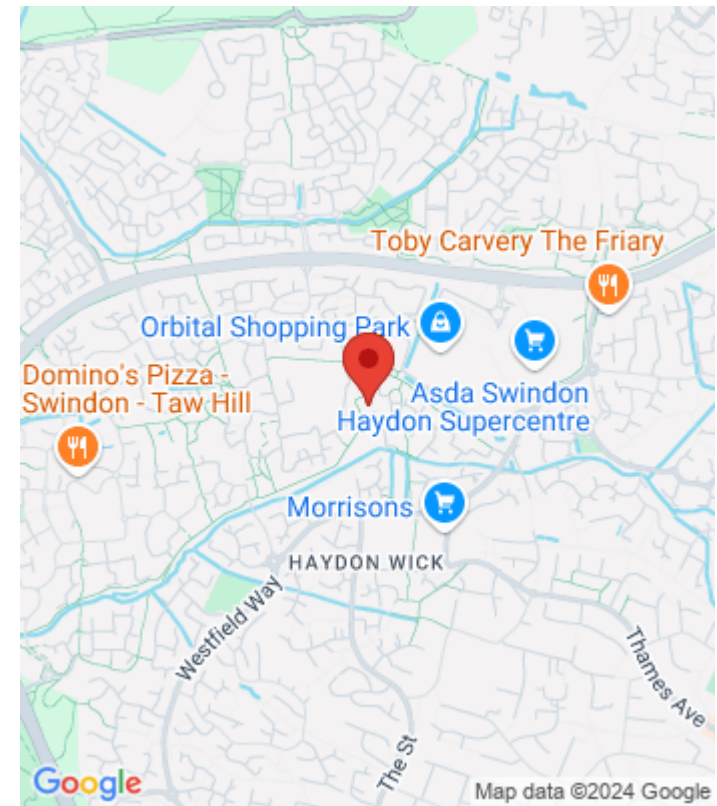 Toby Carvery The Friary
Orbital Shopping Park
Domino's Pizza -
Swindon - Taw Hill
Asda Swindon
Haydon Supercentre
Morrisons
HAYDON WICK
Westfield Way
Thames Ave
The St
Google
Map data ©2024 Google